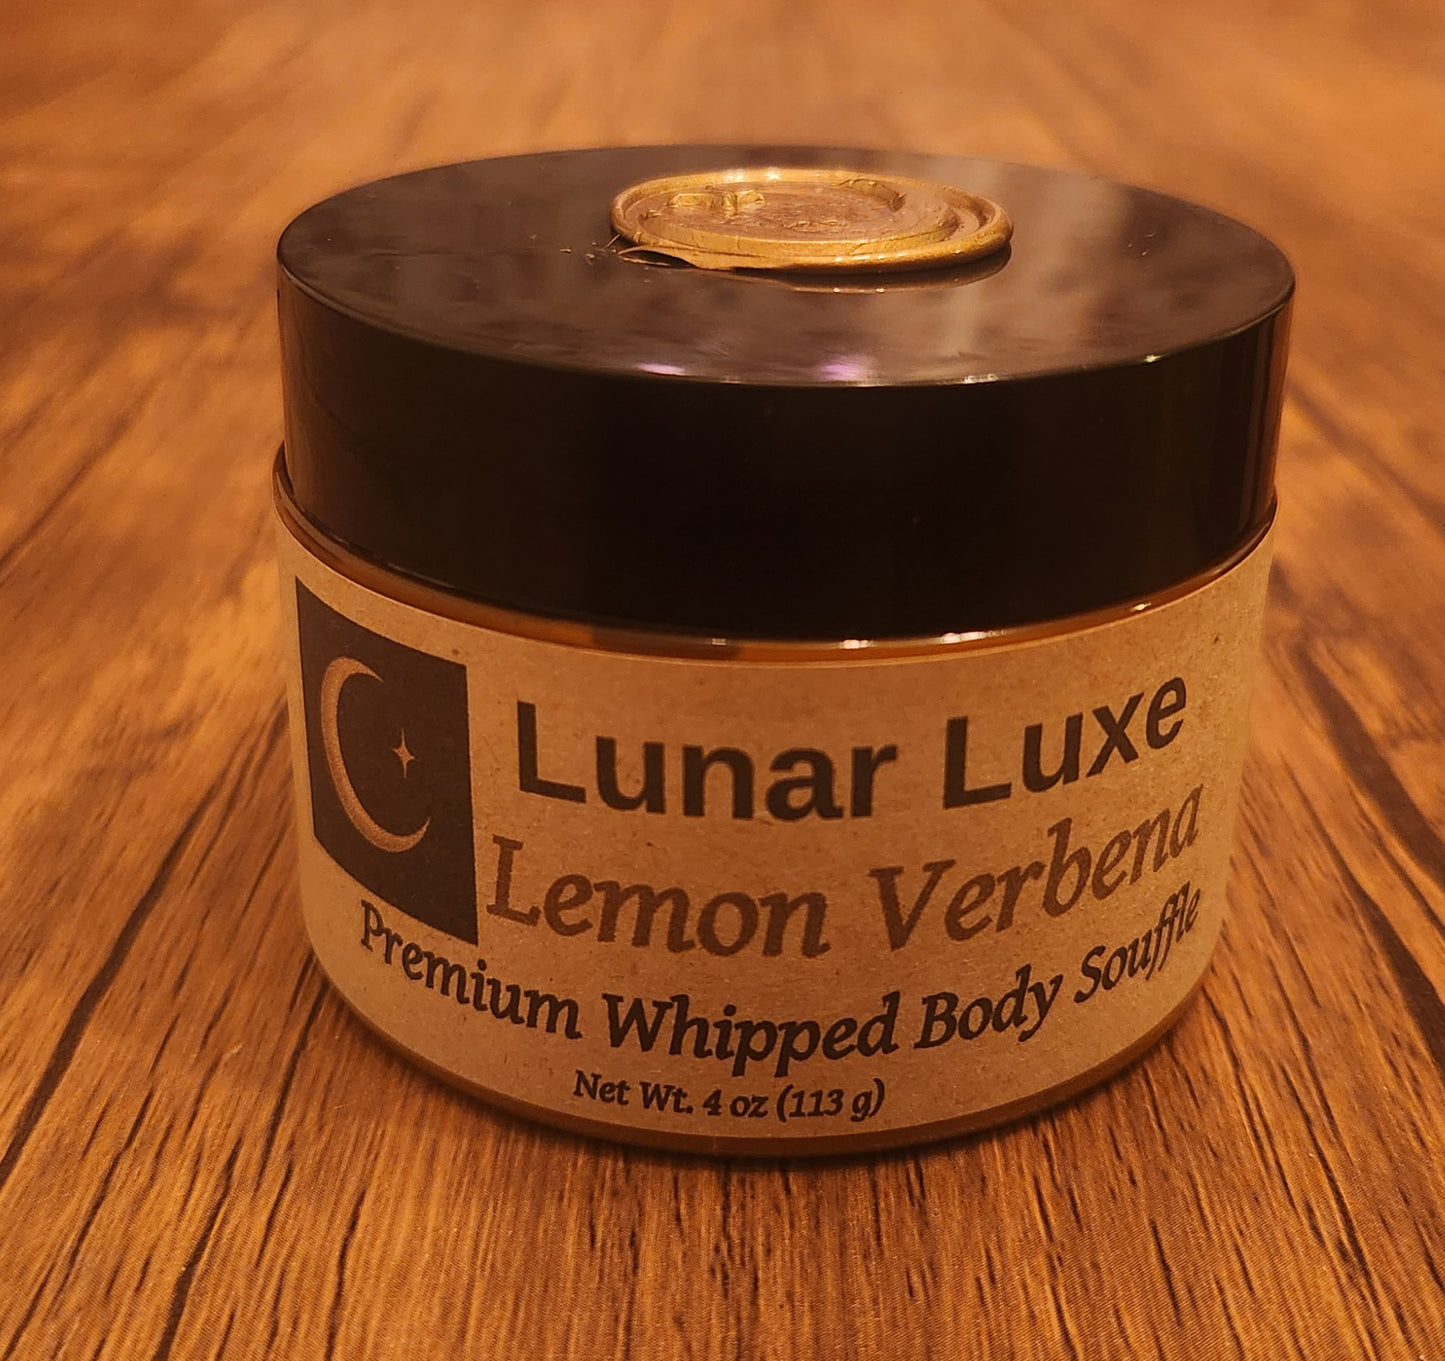 Lunar Luxe
Lemon Verbena
Premium Whipped Body Souffle
Net Wt. 4 oz (113 g)